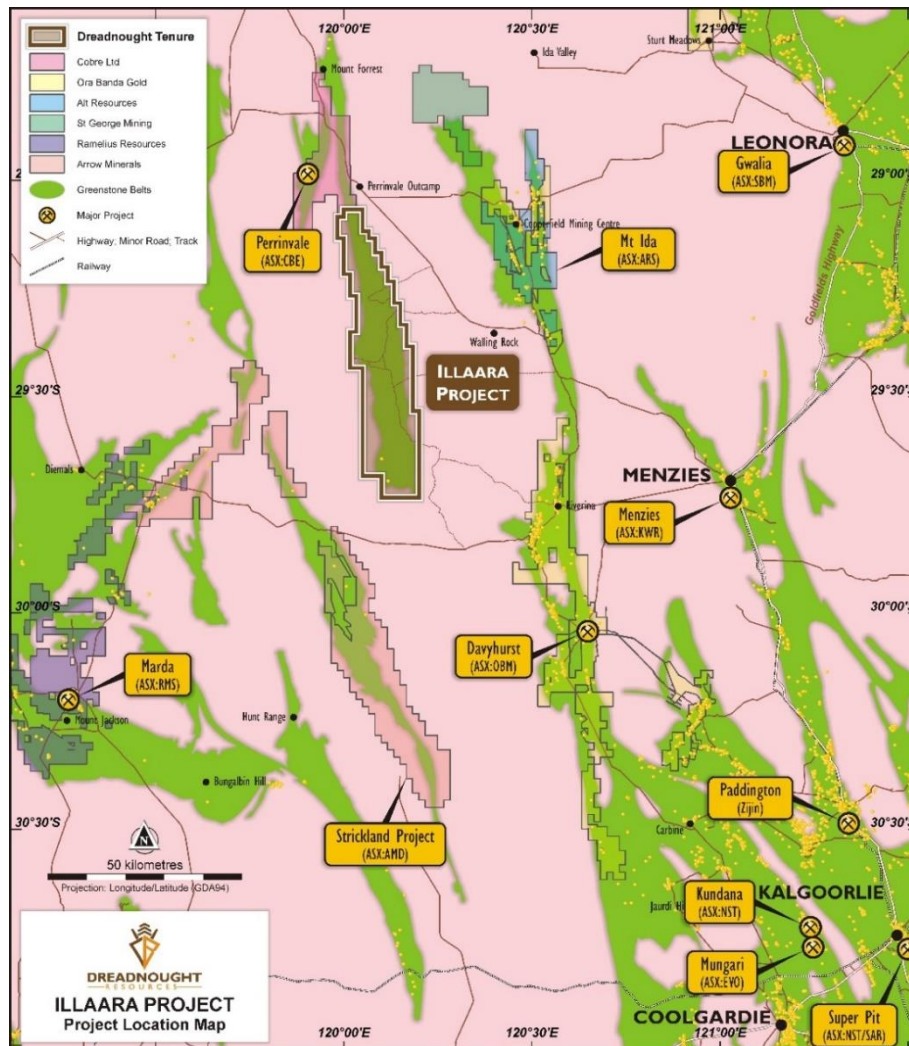 120°00'E
120°30'E
121°00'E
Dreadnought Tenure
Cobre Ltd
Ora Banda Gold
Alt Resources
St George Mining
Ramelius Resources
Arrow Minerals
Greenstone Belts
Major Project
Highway; Minor Road; Track
Railway
Mount Forrest
Ida Valley
Sturt Meadows
LEONORA
Gwalia
(ASX:SBM)
29°00'S
29°00'S
Perrinvale Outcamp
Perrinvale
(ASX:CBE)
Copperfield Mining Centre
Mt Ida
(ASX:ARS)
Goldfields Highway
Walling Rock
ILLAARA
PROJECT
29°30'S
29°30'S
Diemals
MENZIES
Menzies
(ASX:KWR)
Riverina
30°00'S
30°00'S
Davyhurst
(ASX:OBM)
Marda
(ASX:RMS)
Mount Jackson
Hunt Range
Bungalbin Hill
Strickland Project
(ASX:AMD)
Paddington
(Zijin)
30°30'S
30°30'S
Carbine
N
50 kilometres
Projection: Longitude/Latitude (GDA94)
Kundana
(ASX:NST)
KALGOORLIE
Jaurdi Hi
Mungari
(ASX:EVO)
Super Pit
(ASX:NST/SAR)
COOLGARDIE
DREADNOUGHT
RESOURCES
ILLAARA PROJECT
Project Location Map
120°00'E
120°30'E
121°00'E